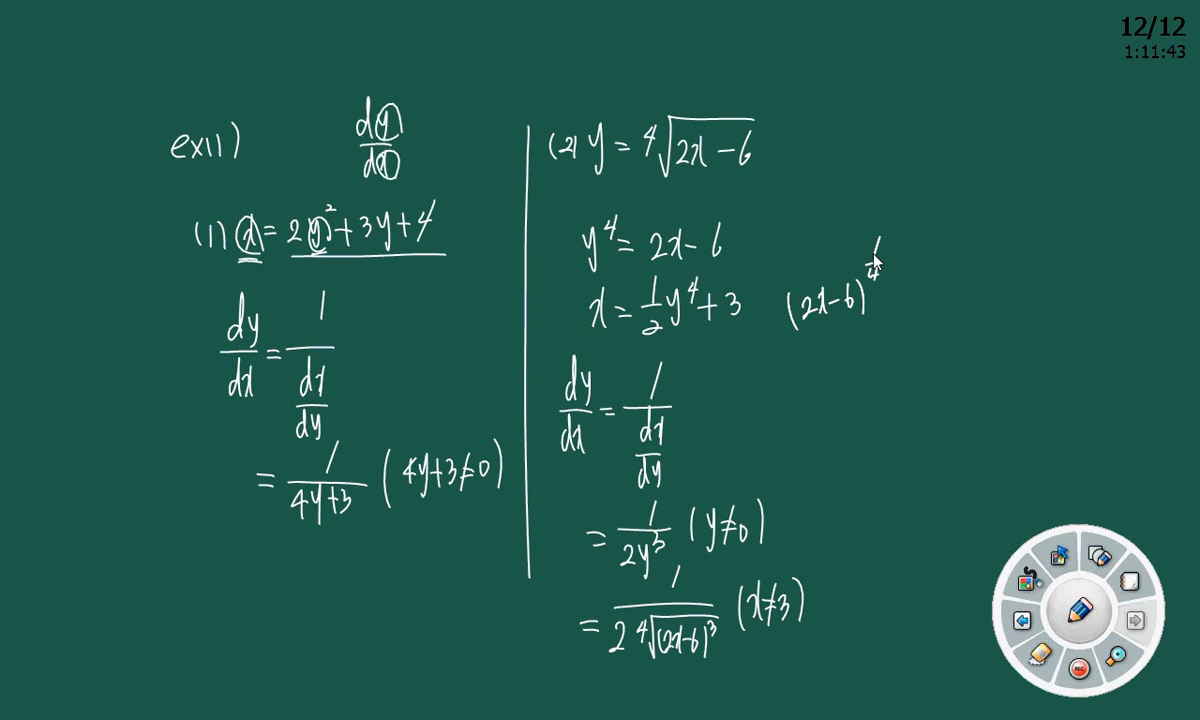 12/12
1:11:43
ex11) dy/dx
(1) x = 2y² + 3y + 4
dy/dx = 1/(dx/dy)
= 1/(4y+3) (4y+3≠0)
(2) y = ⁴√(2x-6)
y⁴ = 2x - 6
x = 1/2 y⁴ + 3 (2x-6)^(1/4)
dy/dx = 1/(dx/dy)
= 1/(2y³) (y≠0)
= 1/(2 ⁴√(2x-6)³) (x≠3)
REC